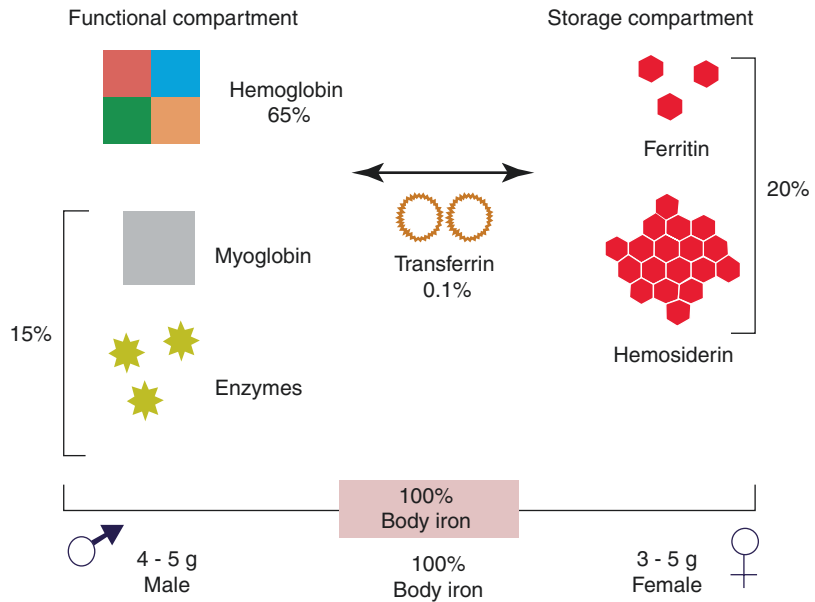 Functional compartment
Storage compartment
Hemoglobin
65%
Ferritin
20%
Transferrin
0.1%
Myoglobin
15%
Enzymes
Hemosiderin
100%
Body iron
4 - 5 g
Male
100%
Body iron
3 - 5 g
Female